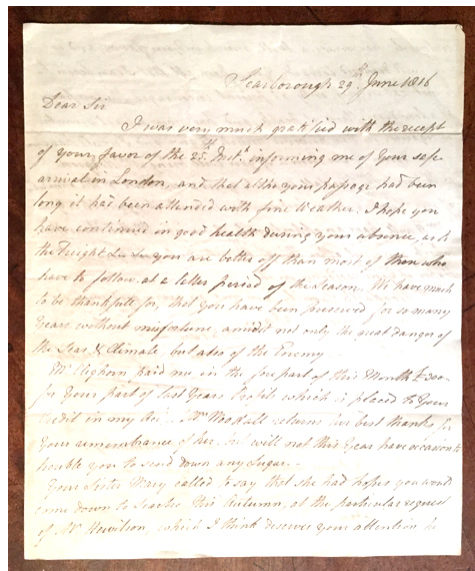 Scarborough 29th June 1816
Dear Sir
I was very much gratified with the receipt
of your favor of the 25th Inst. informing me of your safe
arrival in London, and that altho your passage had been
long it had been attended with fine Weather. I hope you
have continued in good health during your absence, as to
the Freight you are better off than most of those who
have to follow, at a later period of the Season. We have much
to be thankfull for, that you have been preserved for so many
Years without misfortune, amidst not only the great danger of
the Seas & Climate but also of the Enemy
Mr Cleghorn paid me in the fore part of this Month
for your part of last Years Profit which is placed to your
Credit in my Mrs Woodall returns her best thanks for
your remembrance of her but will not this Year have occasion to
trouble you to send down any Sugar.
Your Sister Mary called to say that she had hopes you would
come down to Scarbro this Autumn, at the particular request
of Mr Howilson, which I think deserves your attention he